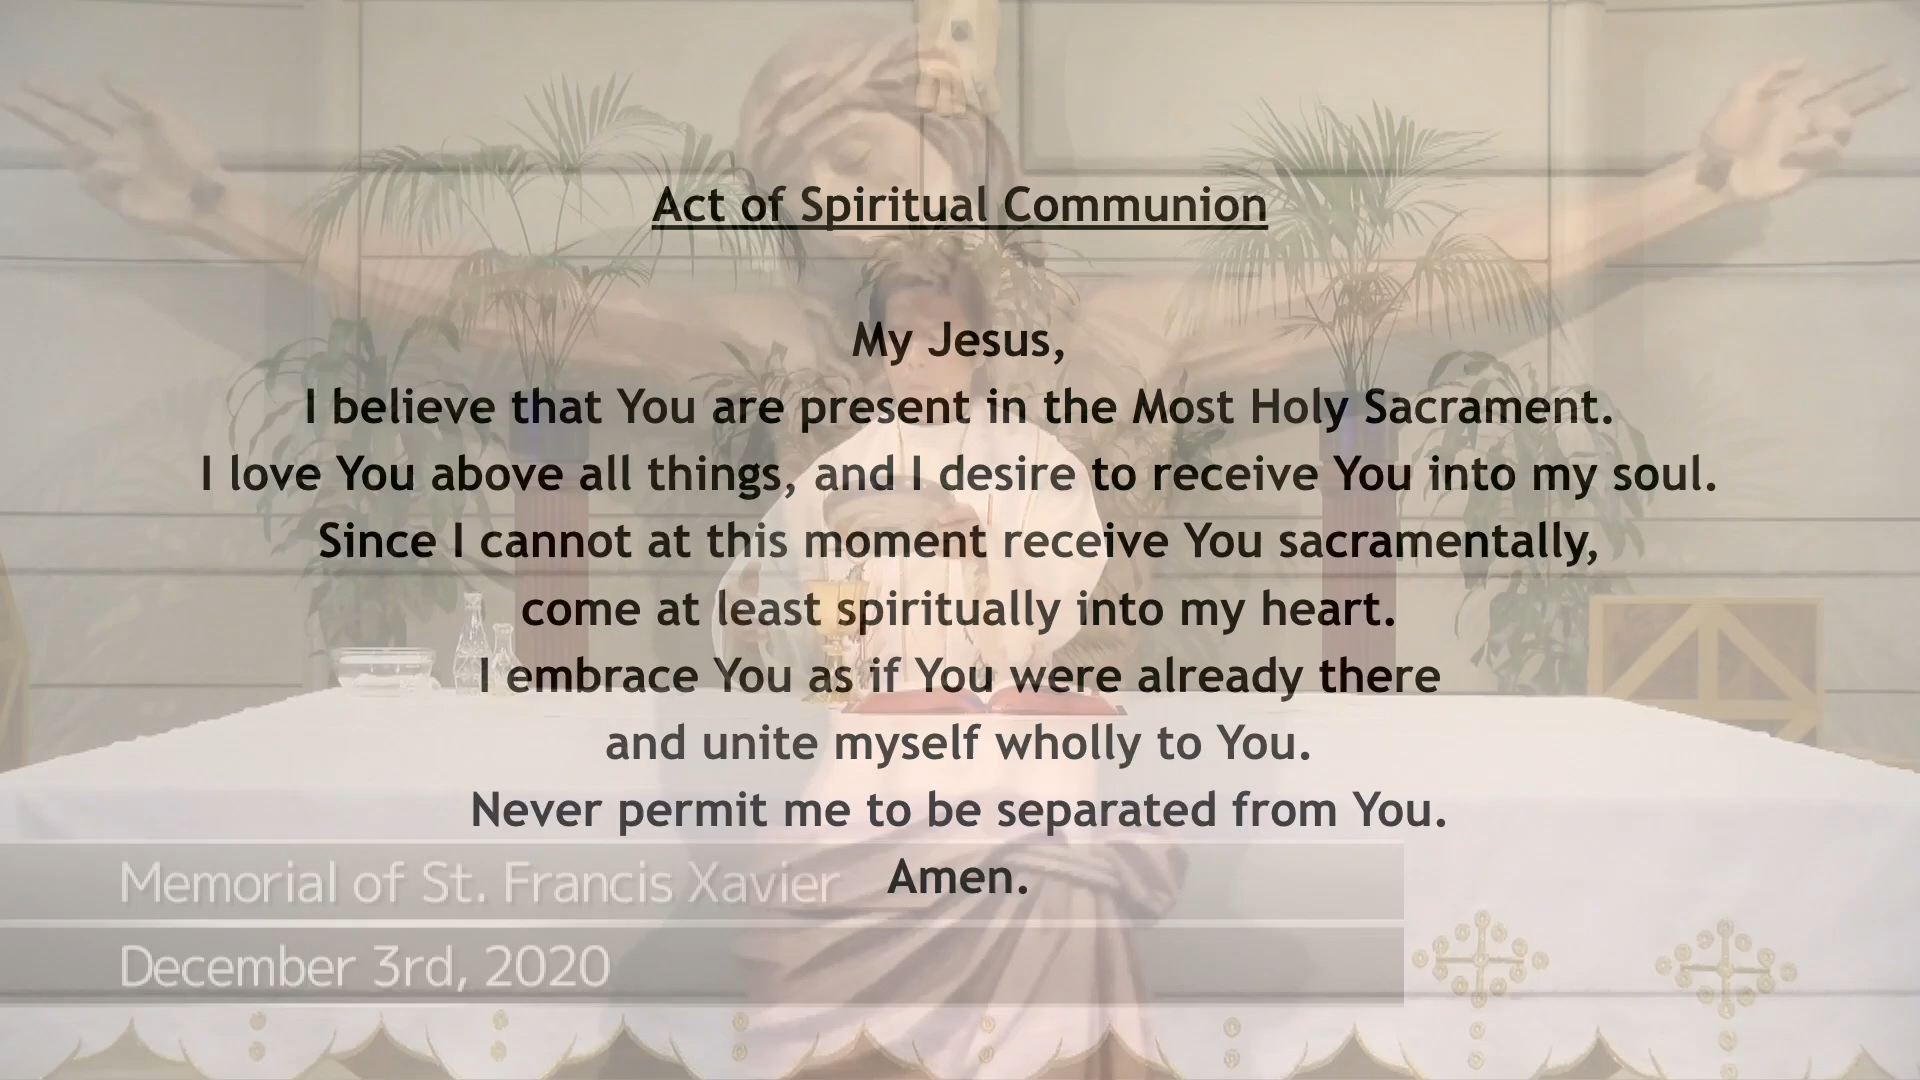 Act of Spiritual Communion
My Jesus,
I believe that You are present in the Most Holy Sacrament.
I love You above all things, and I desire to receive You into my soul.
Since I cannot at this moment receive You sacramentally,
come at least spiritually into my heart.
I embrace You as if You were already there
and unite myself wholly to You.
Never permit me to be separated from You.
Amen.
Memorial of St. Francis Xavier
December 3rd, 2020